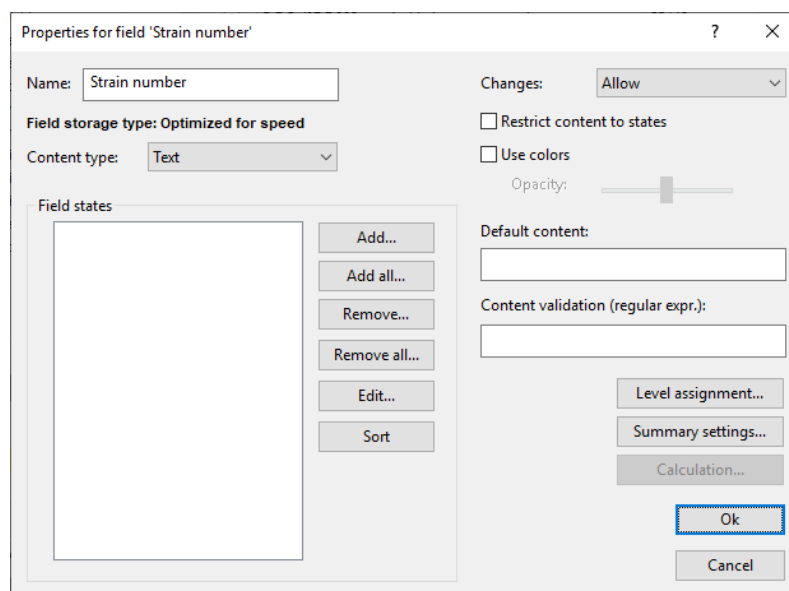 Properties for field 'Strain number'
?
Name:
Strain number
Field storage type: Optimized for speed
Content type:
Text
Field states
Add...
Add all...
Remove...
Remove all...
Edit...
Sort
Changes:
Allow
Restrict content to states
Use colors
Opacity:
Default content:
Content validation (regular expr.):
Level assignment...
Summary settings...
Calculation...
Ok
Cancel